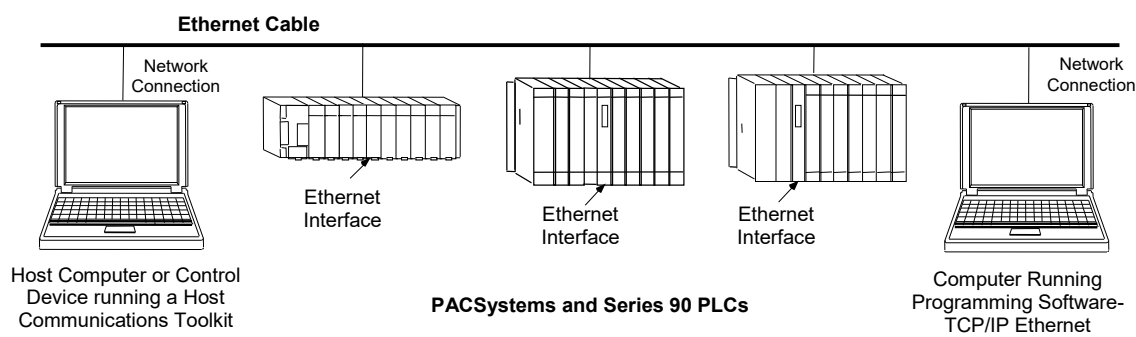 Ethernet Cable
Network
Connection
Network
Connection
Ethernet
Interface
Ethernet
Interface
Ethernet
Interface
Host Computer or Control
Device running a Host
Communications Toolkit
PACSystems and Series 90 PLCs
Computer Running
Programming Software-
TCP/IP Ethernet